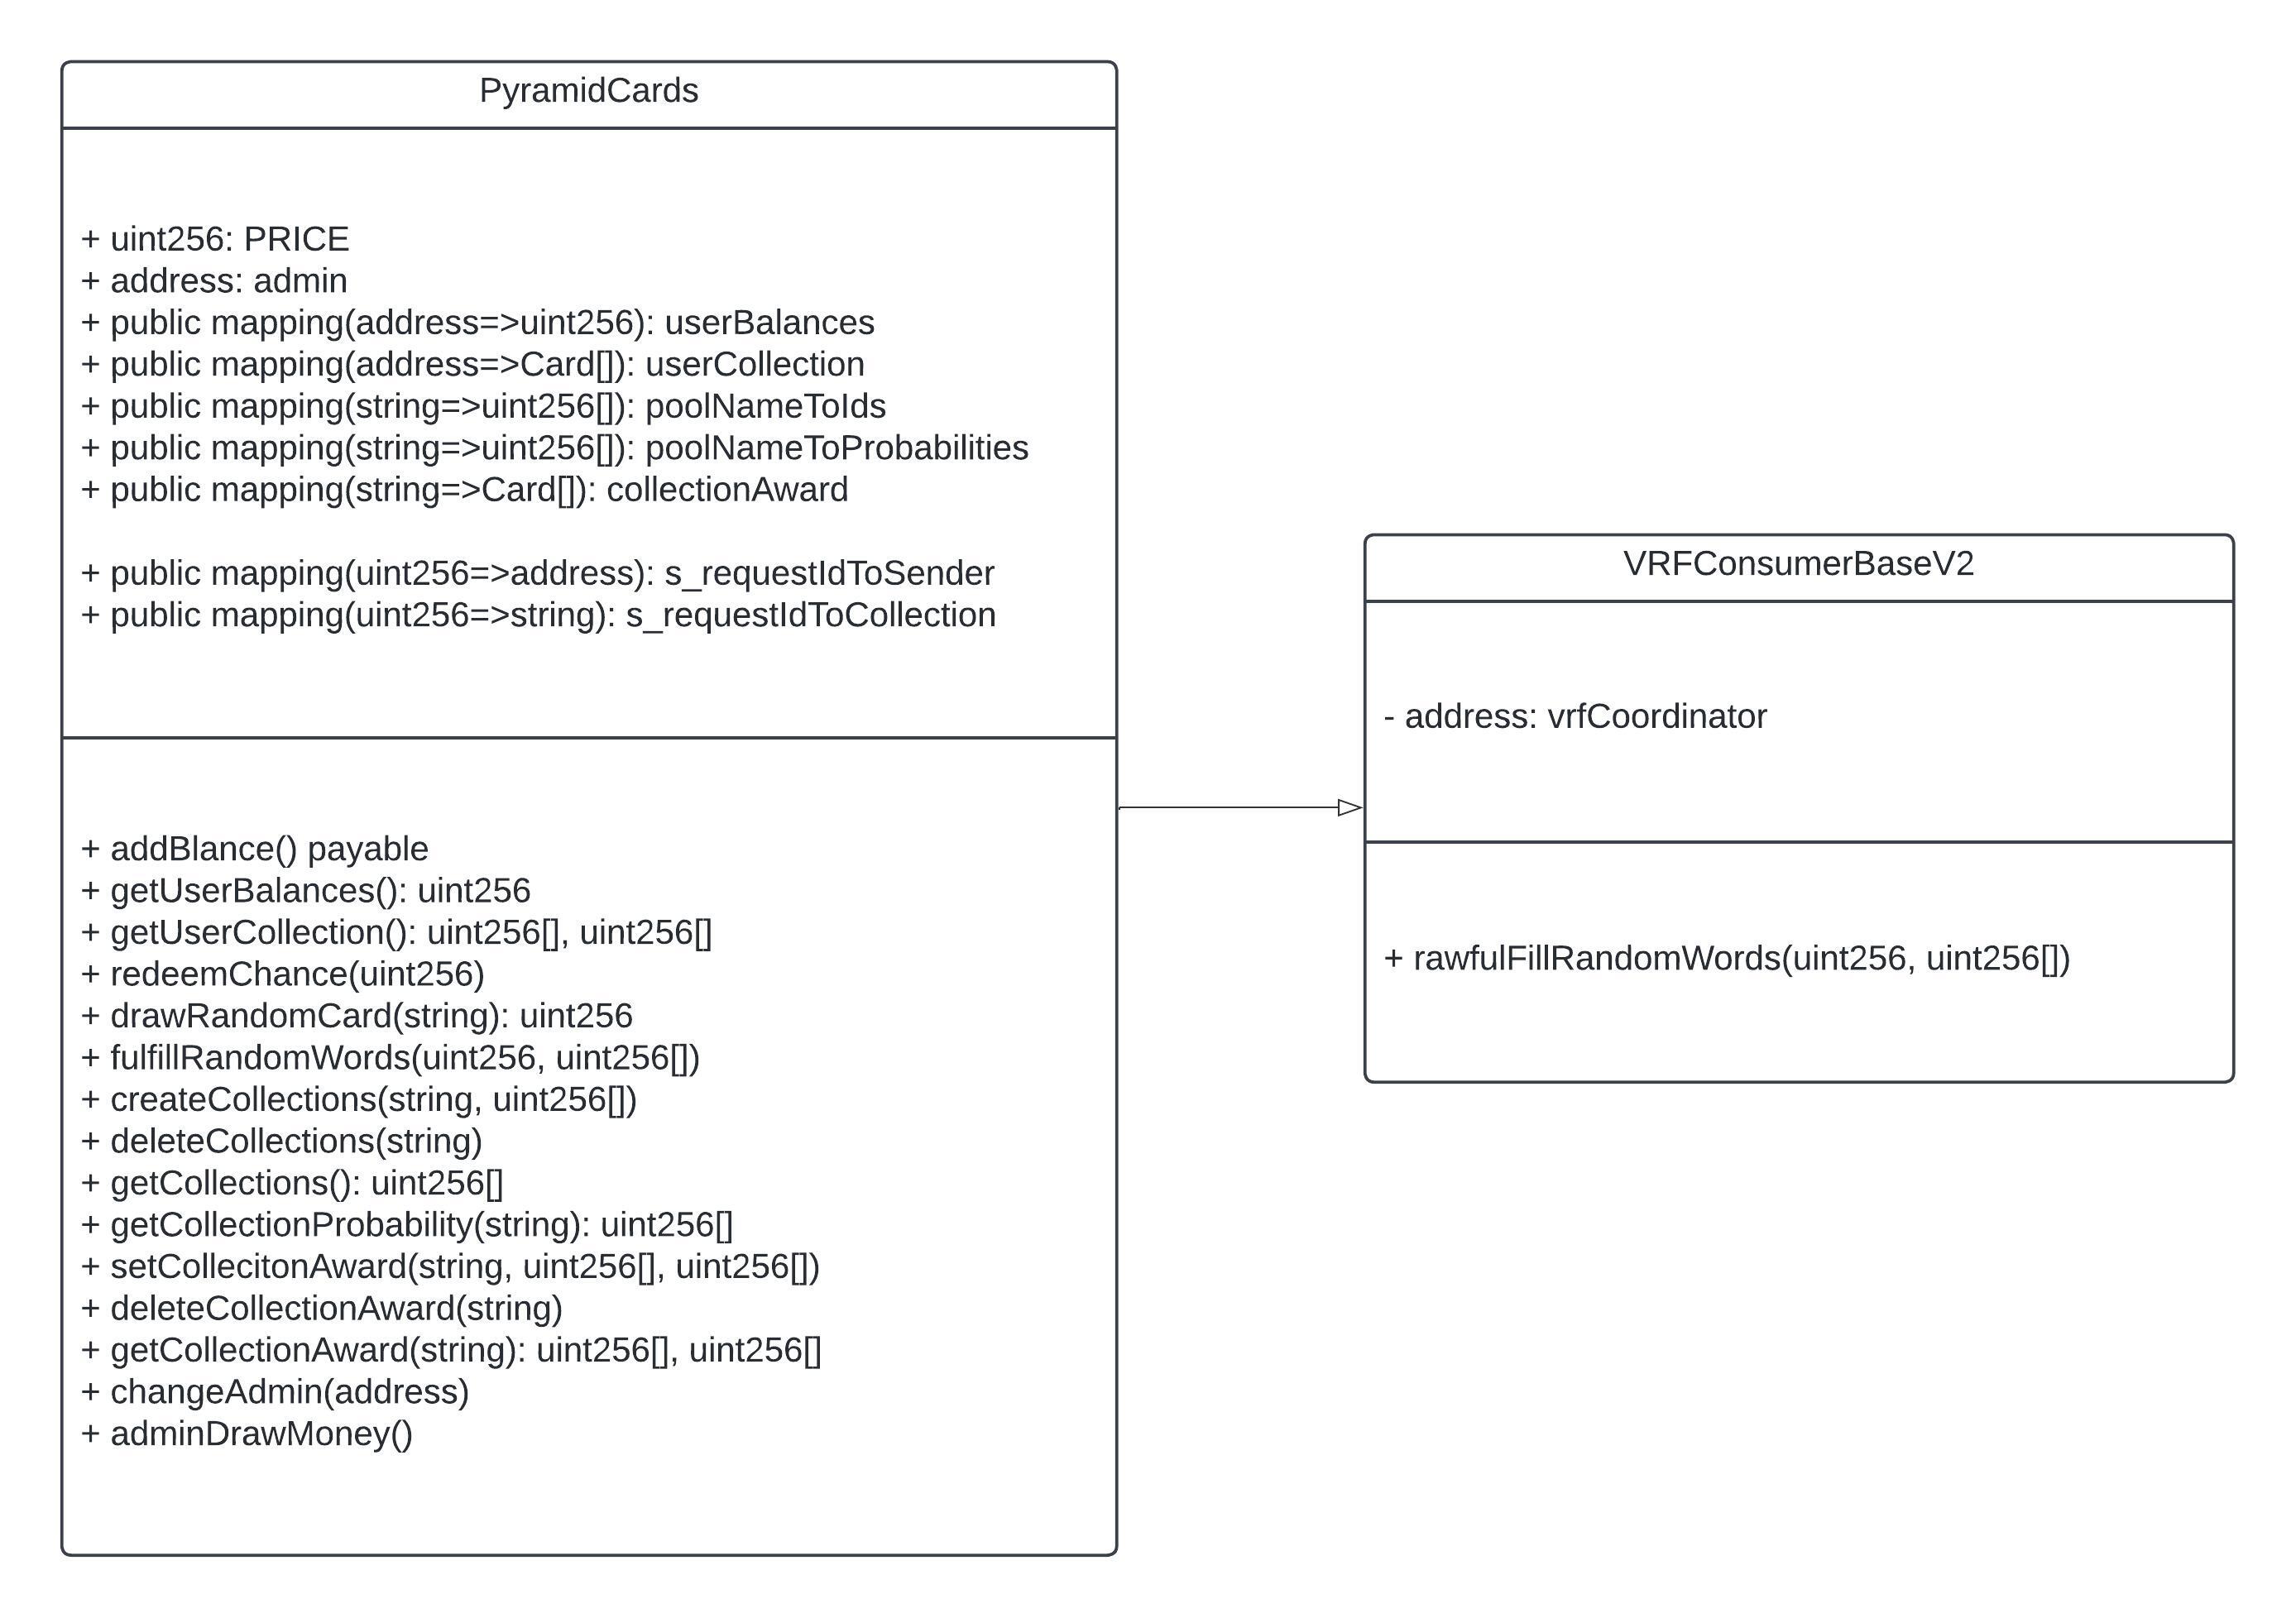 PyramidCards
+ uint256: PRICE
+ address: admin
+ public mapping(address=>uint256): userBalances
+ public mapping(address=>Card[]): userCollection
+ public mapping(string=>uint256[]): poolNameToIds
+ public mapping(string=>uint256[]): poolNameToProbabilities
+ public mapping(string=>Card[]): collectionAward
+ public mapping(uint256=>address): s_requestIdToSender
+ public mapping(uint256=>string): s_requestIdToCollection
+ addBlance() payable
+ getUserBalances(): uint256
+ getUserCollection(): uint256[], uint256[]
+ redeemChance(uint256)
+ drawRandomCard(string): uint256
+ fulfillRandomWords(uint256, uint256[])
+ createCollections(string, uint256[])
+ deleteCollections(string)
+ getCollections(): uint256[]
+ getCollectionProbability(string): uint256[]
+ setCollecitonAward(string, uint256[], uint256[])
+ deleteCollectionAward(string)
+ getCollectionAward(string): uint256[], uint256[]
+ changeAdmin(address)
+ adminDrawMoney()
VRFConsumerBaseV2
- address: vrfCoordinator
+ rawfulFillRandomWords(uint256, uint256[])